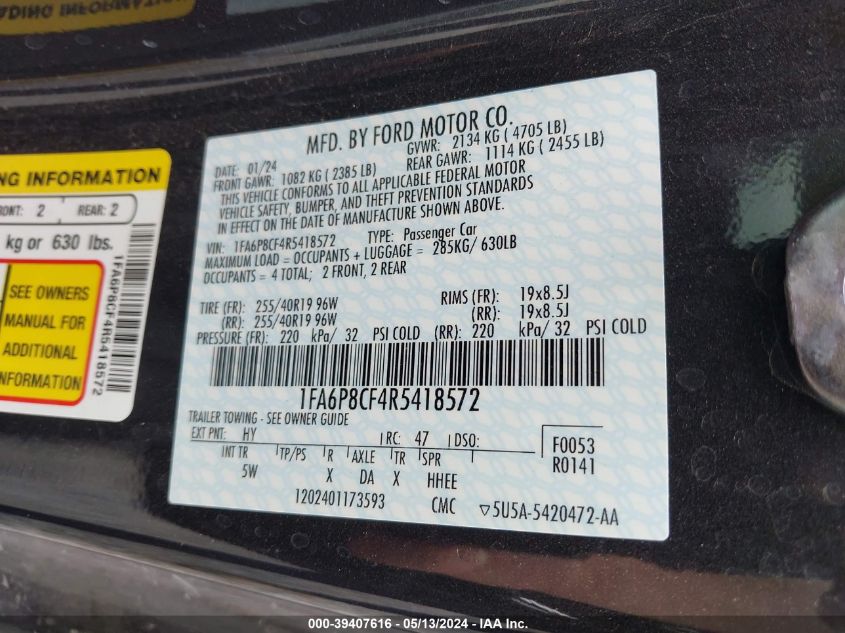 ADING INFORMATION
NG INFORMATION
RONT: 2 REAR: 2
kg or 630 lbs.
SEE OWNERS
MANUAL FOR
ADDITIONAL
INFORMATION
1FA6P8CF4R5418572
MFD. BY FORD MOTOR CO.
DATE: 01/24 GVWR: 2134 KG ( 4705 LB)
FRONT GAWR: 1082 KG ( 2385 LB) REAR GAWR: 1114 KG ( 2455 LB)
THIS VEHICLE CONFORMS TO ALL APPLICABLE FEDERAL MOTOR
VEHICLE SAFETY, BUMPER, AND THEFT PREVENTION STANDARDS
IN EFFECT ON THE DATE OF MANUFACTURE SHOWN ABOVE.
VIN: 1FA6P8CF4R5418572 TYPE: Passenger Car
MAXIMUM LOAD = OCCUPANTS + LUGGAGE = 285KG/ 630LB
OCCUPANTS = 4 TOTAL; 2 FRONT, 2 REAR
TIRE (FR): 255/40R19 96W RIMS (FR): 19x8.5J
(RR): 255/40R19 96W (RR): 19x8.5J
PRESSURE (FR): 220 kPa/ 32 PSI COLD (RR): 220 kPa/ 32 PSI COLD
1FA6P8CF4R5418572
TRAILER TOWING - SEE OWNER GUIDE
EXT PNT: HY RC: 47 DSO: F0053
INT TR TP/PS R AXLE TR SPR R0141
5W X DA X HHEE
1202401173593 CMC ▽5U5A-5420472-AA
000-39407616 - 05/13/2024 - IAA Inc.